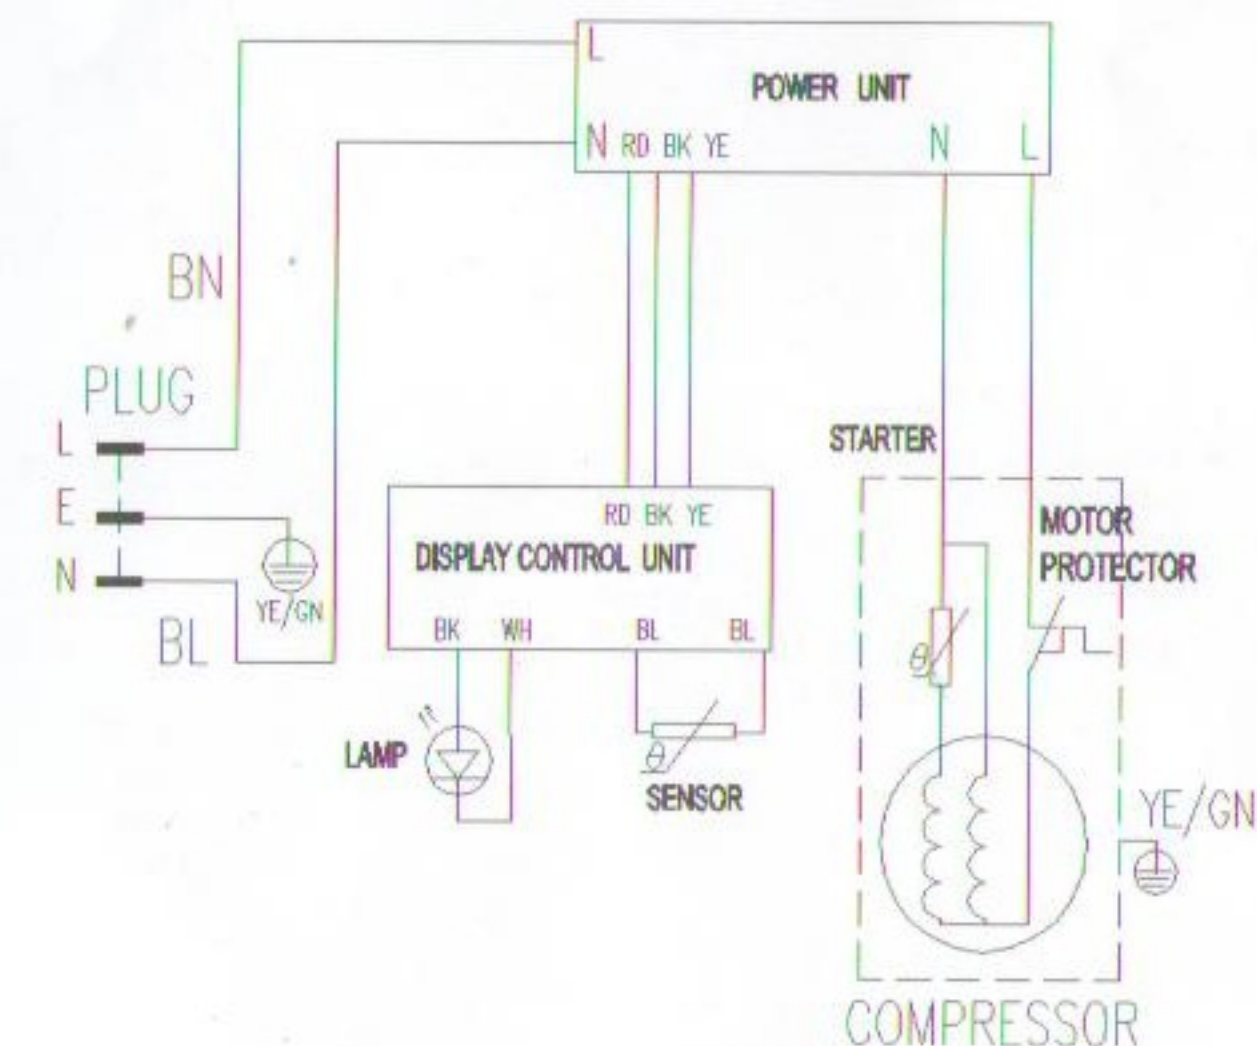 L
POWER UNIT
N RD BK YE N L
BN
PLUG
L
STARTER
E
RD BK YE
MOTOR
PROTECTOR
DISPLAY CONTROL UNIT
N
YE/GN
BL
BK WH BL BL
θ
LAMP
θ
SENSOR
YE/GN
COMPRESSOR